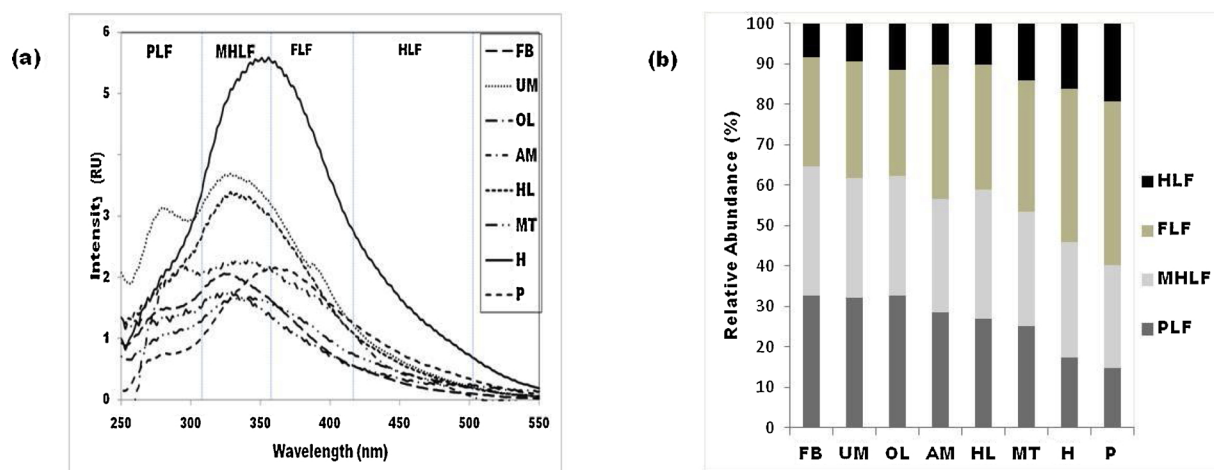 (a)
6
5
4
3
2
1
0
Intensity (RU)
PLF MHLF FLF HLF
FB
UM
OL
AM
HL
MT
H
P
250 300 350 400 450 500 550
Wavelength (nm)
(b)
100
90
80
70
60
50
40
30
20
10
0
Relative Abundance (%)
FB UM OL AM HL MT H P
HLF
FLF
MHLF
PLF